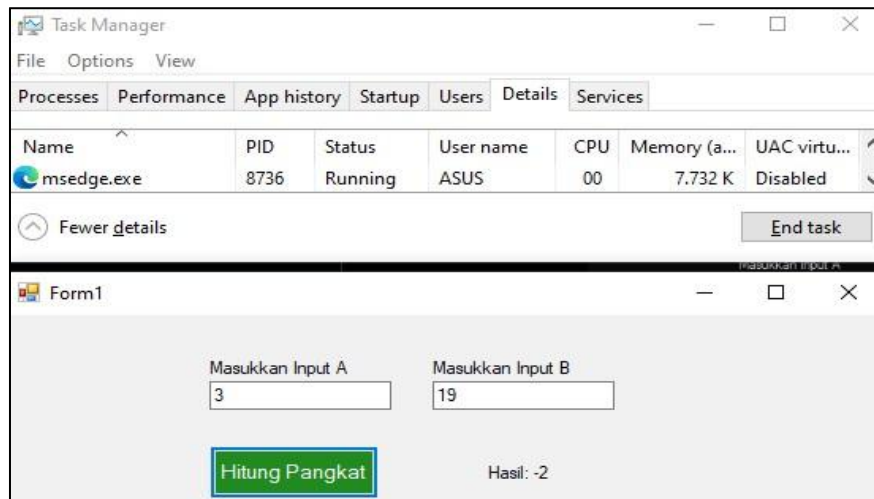 Task Manager
File Options View
Processes Performance App history Startup Users Details Services
Name PID Status User name CPU Memory (a... UAC virtu...
msedge.exe 8736 Running ASUS 00 7.732 K Disabled
Fewer details End task
Masukkan Input A
Form1
Masukkan Input A Masukkan Input B
3 19
Hitung Pangkat Hasil: -2